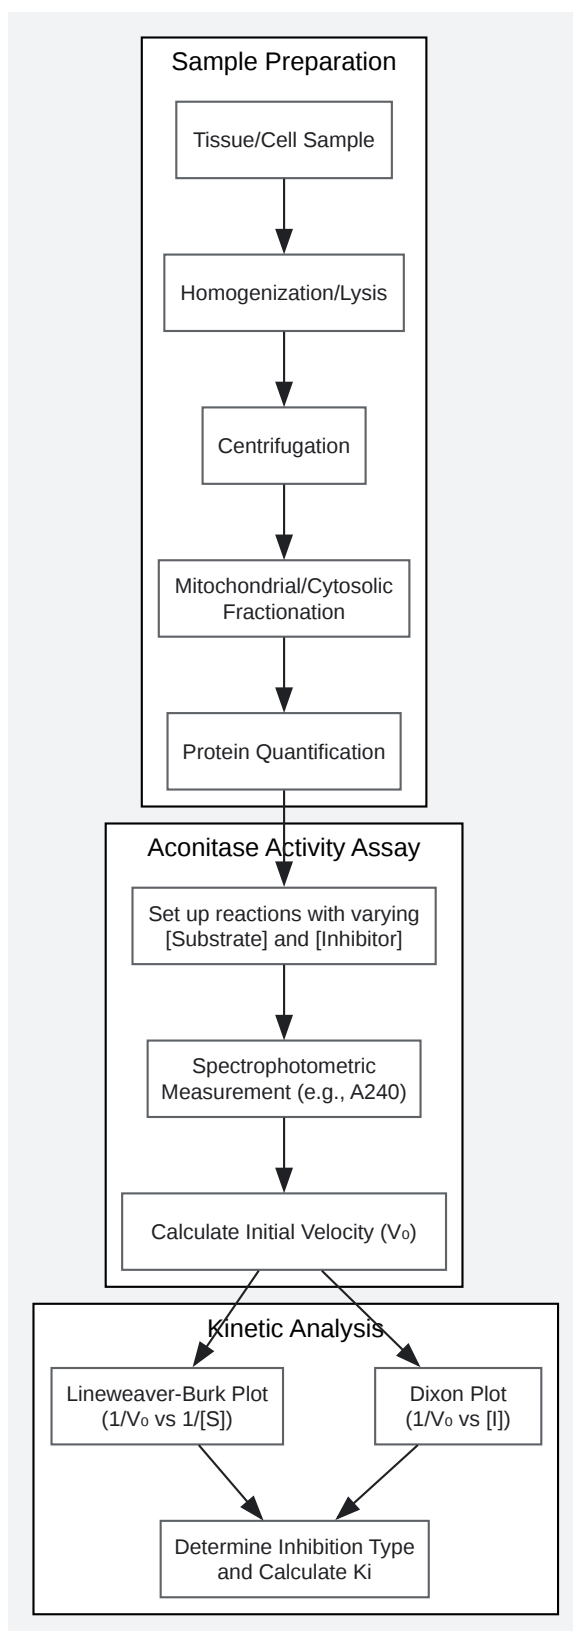 Sample Preparation
Tissue/Cell Sample
Homogenization/Lysis
Centrifugation
Mitochondrial/Cytosolic
Fractionation
Protein Quantification
Aconitase Activity Assay
Set up reactions with varying
[Substrate] and [Inhibitor]
Spectrophotometric
Measurement (e.g., A240)
Calculate Initial Velocity (V₀)
Kinetic Analysis
Lineweaver-Burk Plot
(1/V₀ vs 1/[S])
Dixon Plot
(1/V₀ vs [I])
Determine Inhibition Type
and Calculate Ki